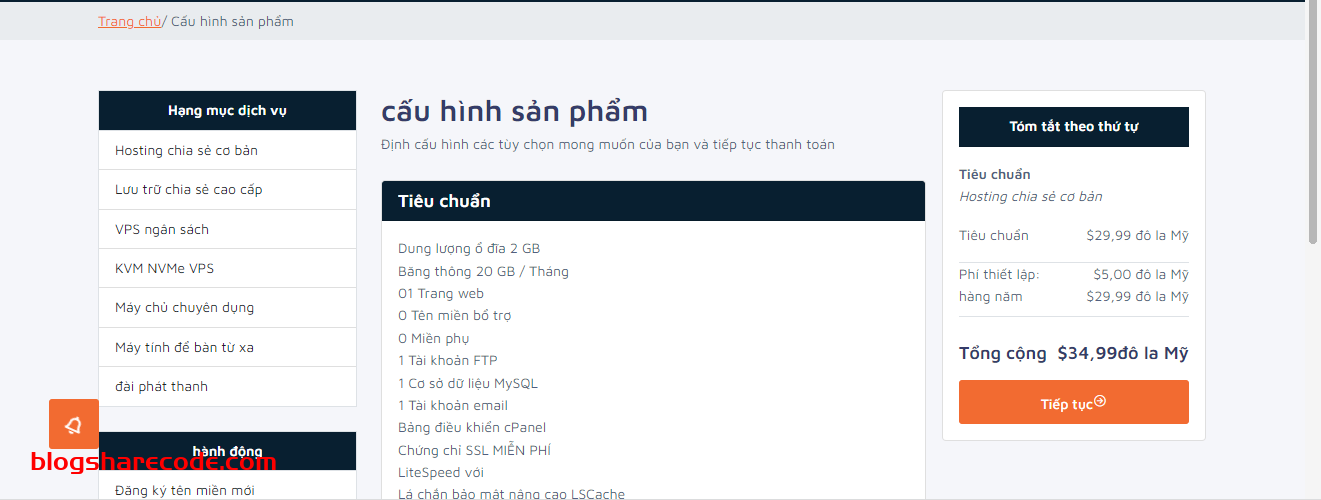 Trang chủ/ Cấu hình sản phẩm
Hạng mục dịch vụ
Hosting chia sẻ cơ bản
Lưu trữ chia sẻ cao cấp
VPS ngân sách
KVM NVMe VPS
Máy chủ chuyên dụng
Máy tính để bàn từ xa
đài phát thanh
hành động
Đăng ký tên miền mới
blogsharecode.com
cấu hình sản phẩm
Định cấu hình các tùy chọn mong muốn của bạn và tiếp tục thanh toán
Tiêu chuẩn
Dung lượng ổ đĩa 2 GB
Băng thông 20 GB / Tháng
01 Trang web
0 Tên miền bổ trợ
0 Miền phụ
1 Tài khoản FTP
1 Cơ sở dữ liệu MySQL
1 Tài khoản email
Bảng điều khiển cPanel
Chứng chỉ SSL MIỄN PHÍ
LiteSpeed với
Lá chắn bảo mật nâng cao LSCache
Tóm tắt theo thứ tự
Tiêu chuẩn
Hosting chia sẻ cơ bản
Tiêu chuẩn $29,99 đô la Mỹ
Phí thiết lập: $5,00 đô la Mỹ
hàng năm $29,99 đô la Mỹ
Tổng cộng $34,99đô la Mỹ
Tiếp tục